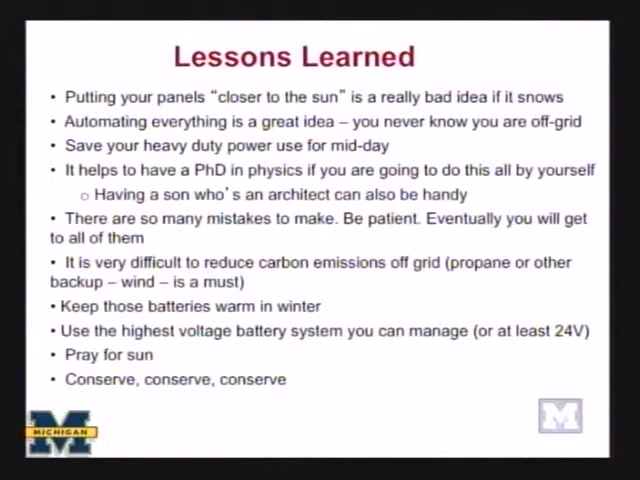 Lessons Learned
• Putting your panels “closer to the sun” is a really bad idea if it snows
• Automating everything is a great idea – you never know you are off-grid
• Save your heavy duty power use for mid-day
• It helps to have a PhD in physics if you are going to do this all by yourself
o Having a son who’s an architect can also be handy
• There are so many mistakes to make. Be patient. Eventually you will get
to all of them
• It is very difficult to reduce carbon emissions off grid (propane or other
backup – wind – is a must)
• Keep those batteries warm in winter
• Use the highest voltage battery system you can manage (or at least 24V)
• Pray for sun
• Conserve, conserve, conserve
M
MICHIGAN
M